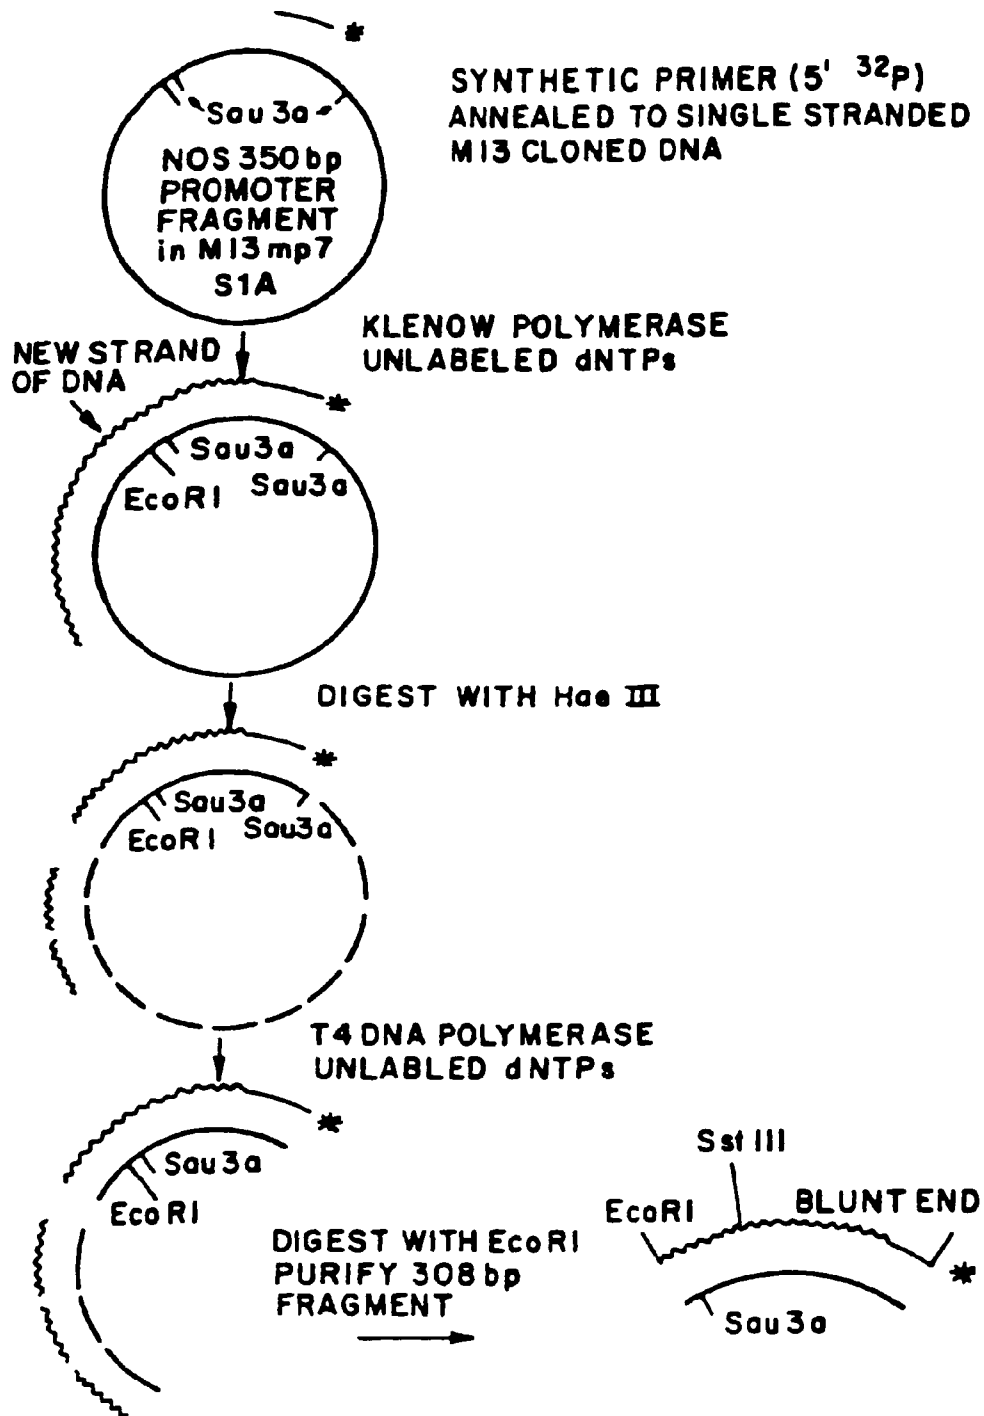 *
SYNTHETIC PRIMER (5' 32P)
ANNEALED TO SINGLE STRANDED
M13 CLONED DNA
Sau 3a
NOS 350 bp
PROMOTER
FRAGMENT
in M13 mp7
S1A
KLENOW POLYMERASE
UNLABELED dNTPs
NEW STRAND
OF DNA
*
Sau3a
EcoRI
Sau3a
DIGEST WITH Hae III
*
Sau3a
EcoRI
Sau3a
T4 DNA POLYMERASE
UNLABLED dNTPs
*
Sau3a
EcoRI
DIGEST WITH EcoRI
PURIFY 308 bp
FRAGMENT
Sst III
EcoRI
BLUNT END
*
Sau3a